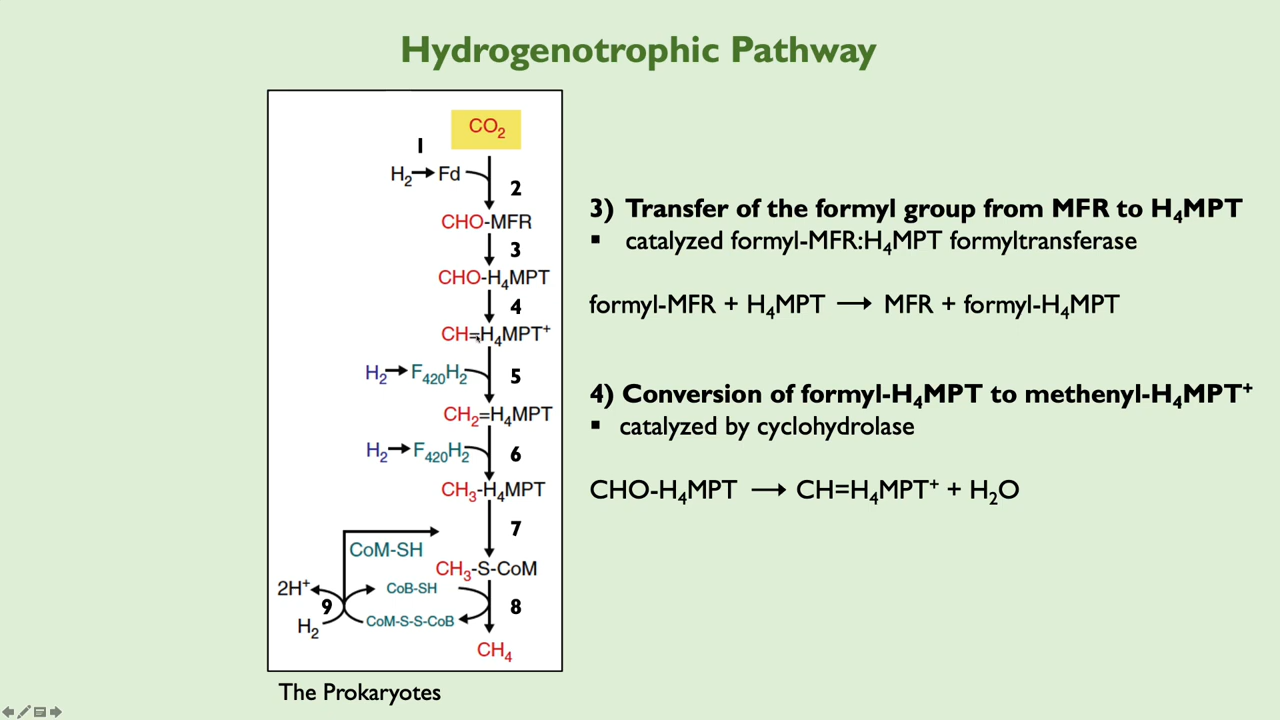 Hydrogenotrophic Pathway
CO₂
1
H₂→Fd
2
CHO-MFR
3
CHO-H₄MPT
4
CH=H₄MPT⁺
H₂→F₄₂₀H₂
5
CH₂=H₄MPT
H₂→F₄₂₀H₂
6
CH₃-H₄MPT
7
CoM-SH
CH₃-S-CoM
2H⁺
CoB-SH
9
8
H₂
CoM-S-S-CoB
CH₄
The Prokaryotes
3) Transfer of the formyl group from MFR to H₄MPT
▪ catalyzed formyl-MFR:H₄MPT formyltransferase
formyl-MFR + H₄MPT ⟶ MFR + formyl-H₄MPT
4) Conversion of formyl-H₄MPT to methenyl-H₄MPT⁺
▪ catalyzed by cyclohydrolase
CHO-H₄MPT ⟶ CH=H₄MPT⁺ + H₂O